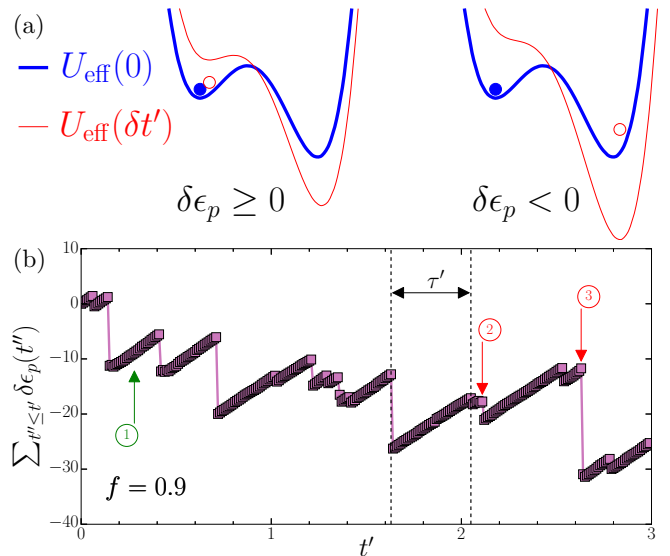 (a)
U_eff(0)
U_eff(δt′)
δϵ_p ≥ 0
δϵ_p < 0
(b)
10
0
−10
−20
−30
−40
∑_{t″≤t′} δϵ_p(t″)
τ′
1
2
3
f = 0.9
0
1
2
3
t′